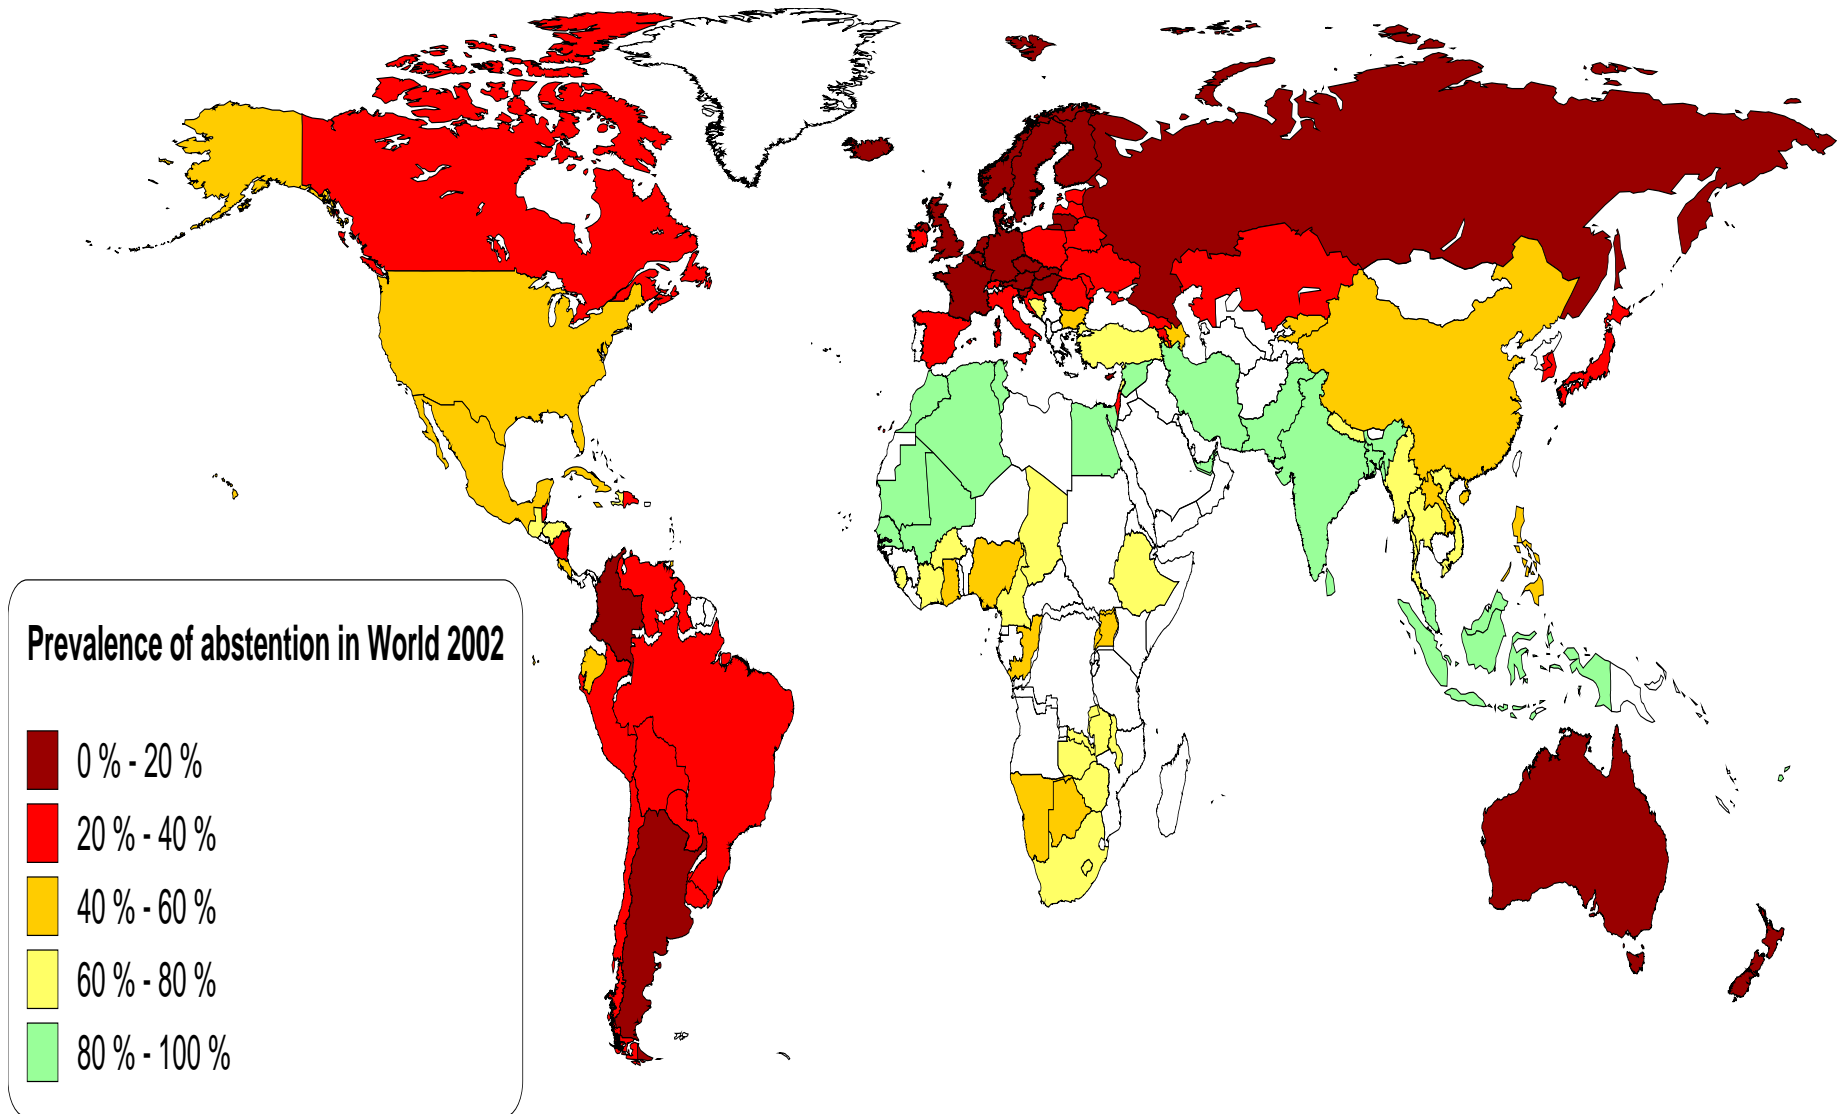 Prevalence of abstention in World 2002
0 % - 20 %
20 % - 40 %
40 % - 60 %
60 % - 80 %
80 % - 100 %